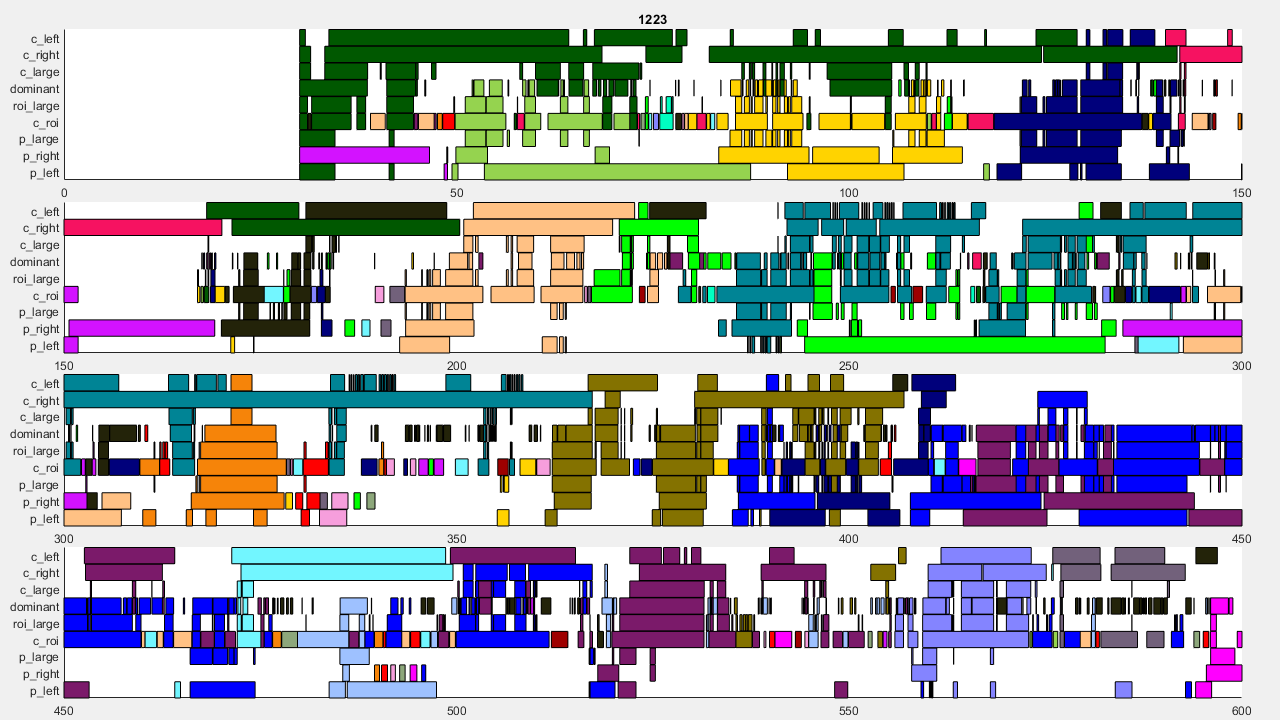 1223
c_left
c_right
c_large
dominant
roi_large
c_roi
p_large
p_right
p_left
0 50 100 150
c_left
c_right
c_large
dominant
roi_large
c_roi
p_large
p_right
p_left
150 200 250 300
c_left
c_right
c_large
dominant
roi_large
c_roi
p_large
p_right
p_left
300 350 400 450
c_left
c_right
c_large
dominant
roi_large
c_roi
p_large
p_right
p_left
450 500 550 600